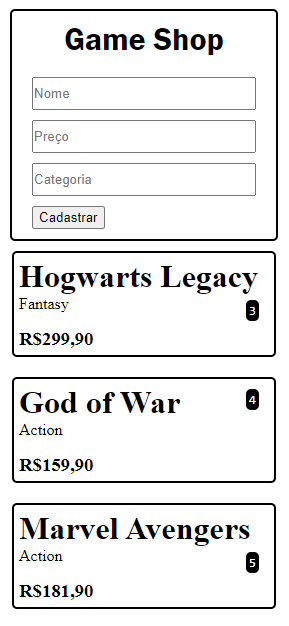 Game Shop
Nome
Preço
Categoria
Cadastrar
Hogwarts Legacy
Fantasy
3
R$299,90
God of War
4
Action
R$159,90
Marvel Avengers
Action
5
R$181,90